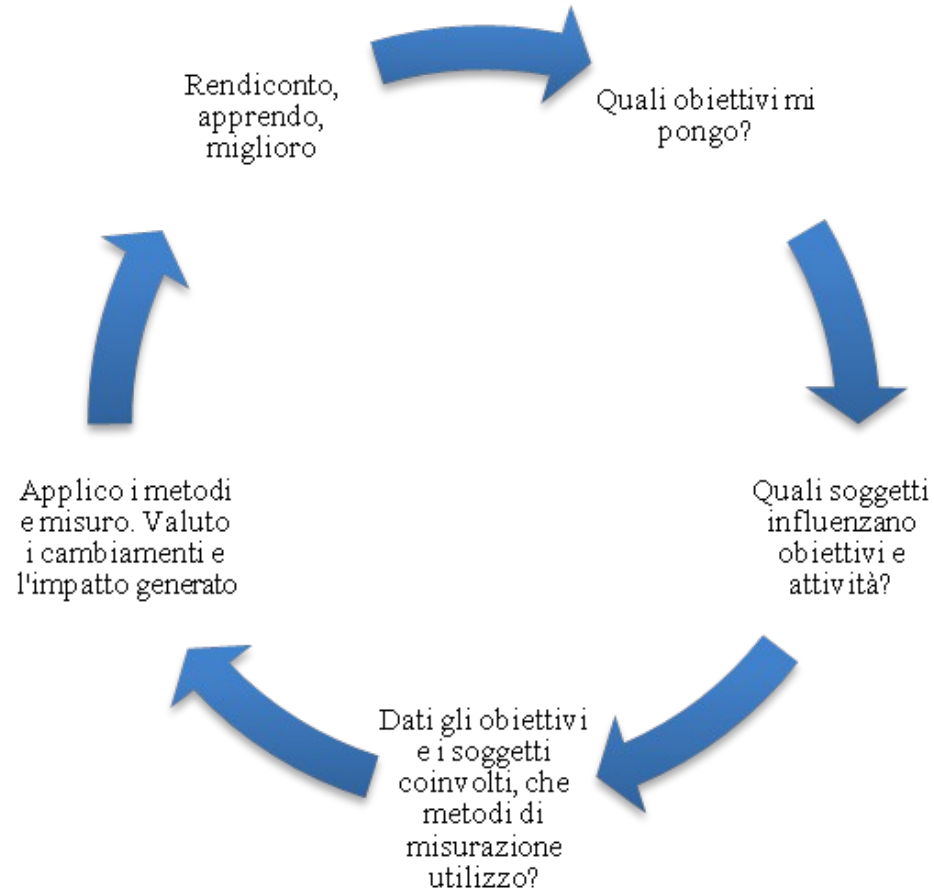 Rendiconto,
apprendo,
miglioro
Quali obiettivi mi
pongo?
Quali soggetti
influenzano
obiettivi e
attività?
Dati gli obiettivi
e i soggetti
coinvolti, che
metodi di
misurazione
utilizzo?
Applico i metodi
e misuro. Valuto
i cambiamenti e
l'impatto generato